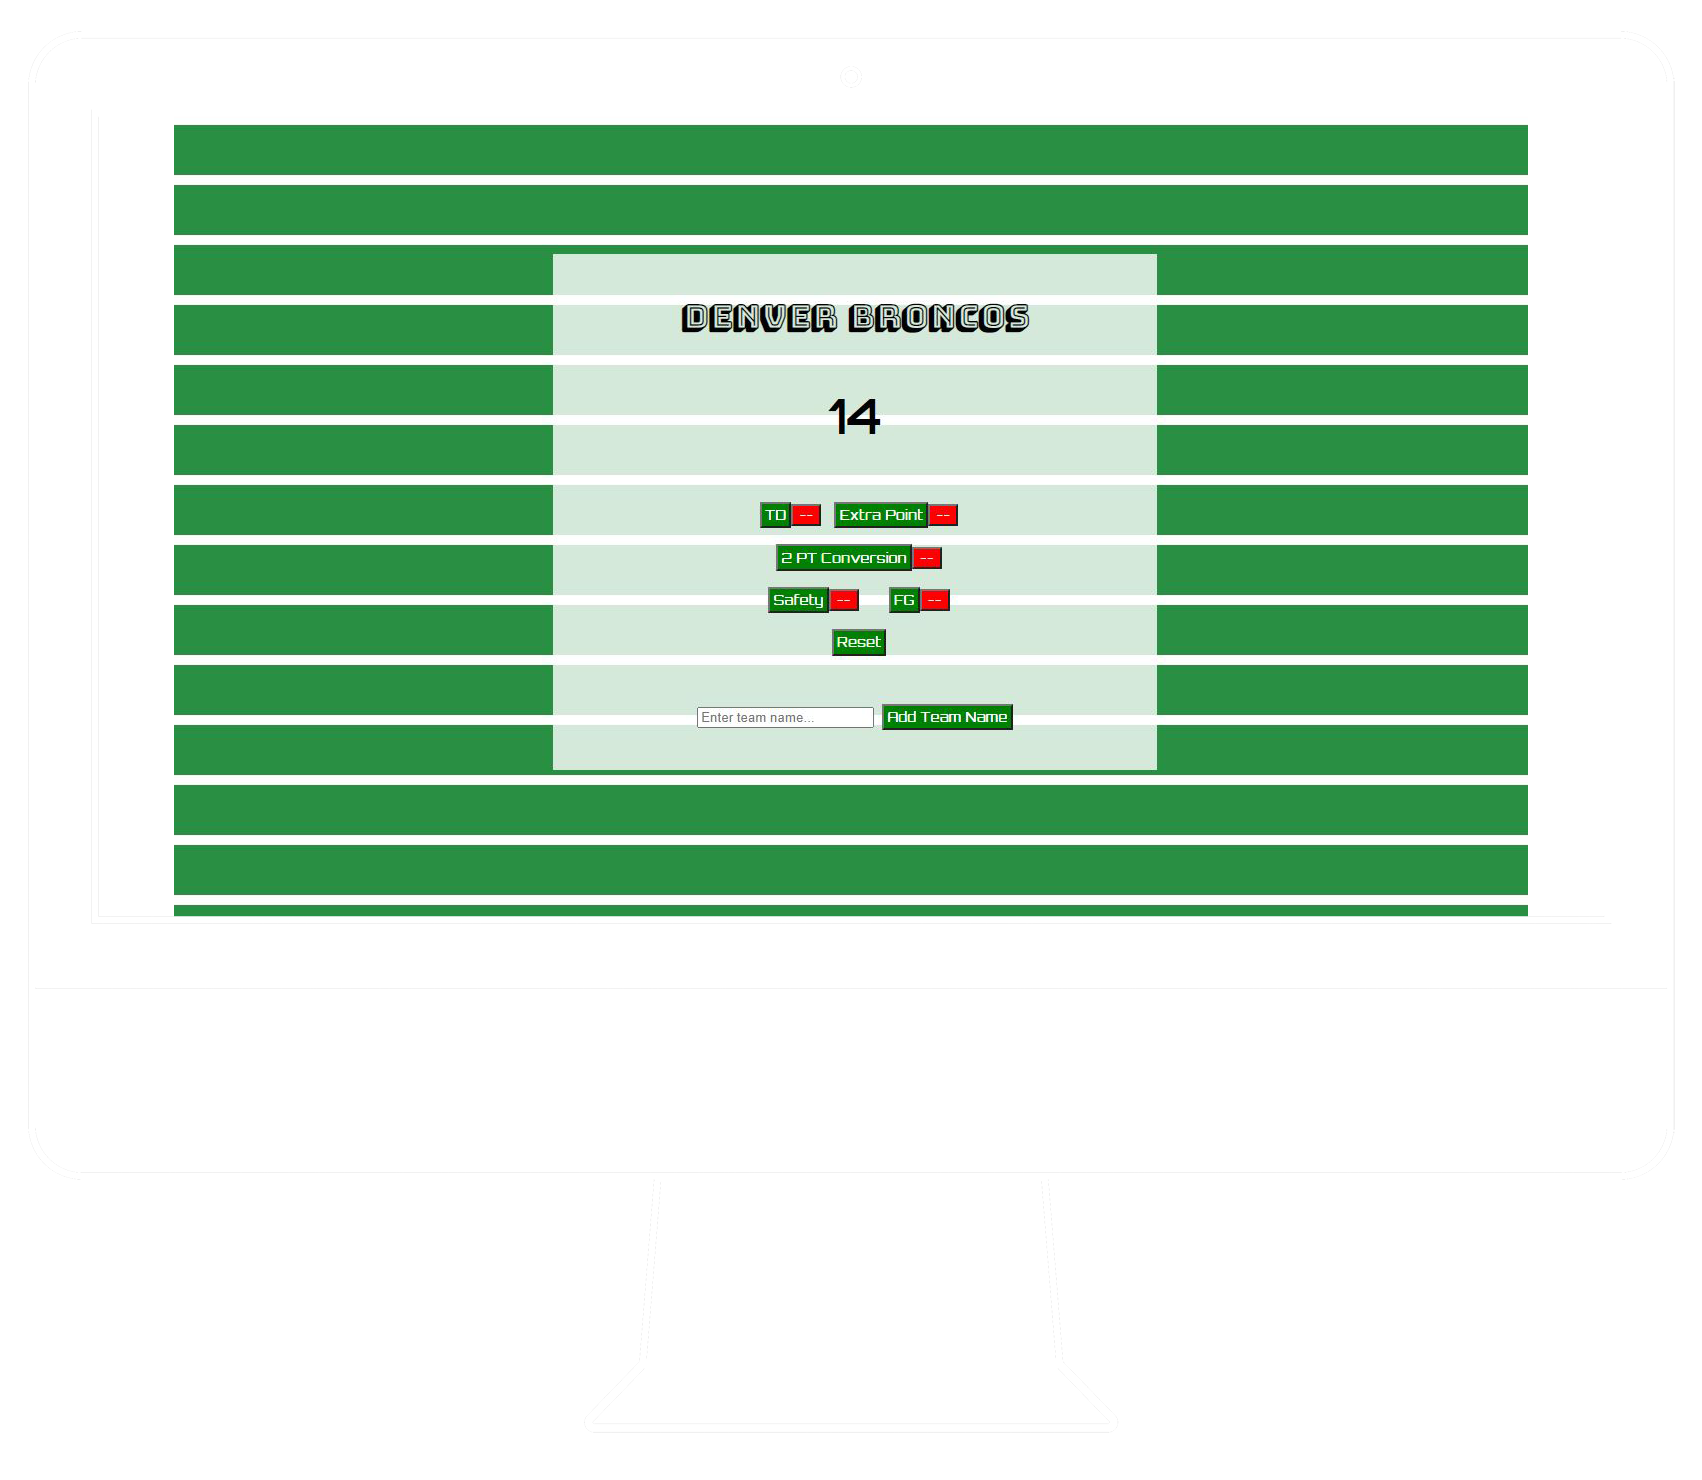 DENVER BRONCOS
14
TD -- Extra Point --
2 PT Conversion --
Safety -- FG --
Reset
Enter team name... Add Team Name